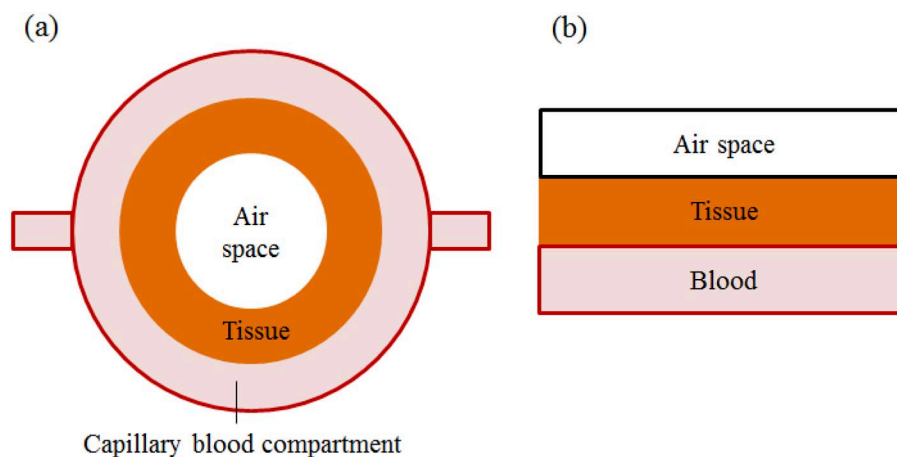 (a)
Air
space
Tissue
Capillary blood compartment
(b)
Air space
Tissue
Blood